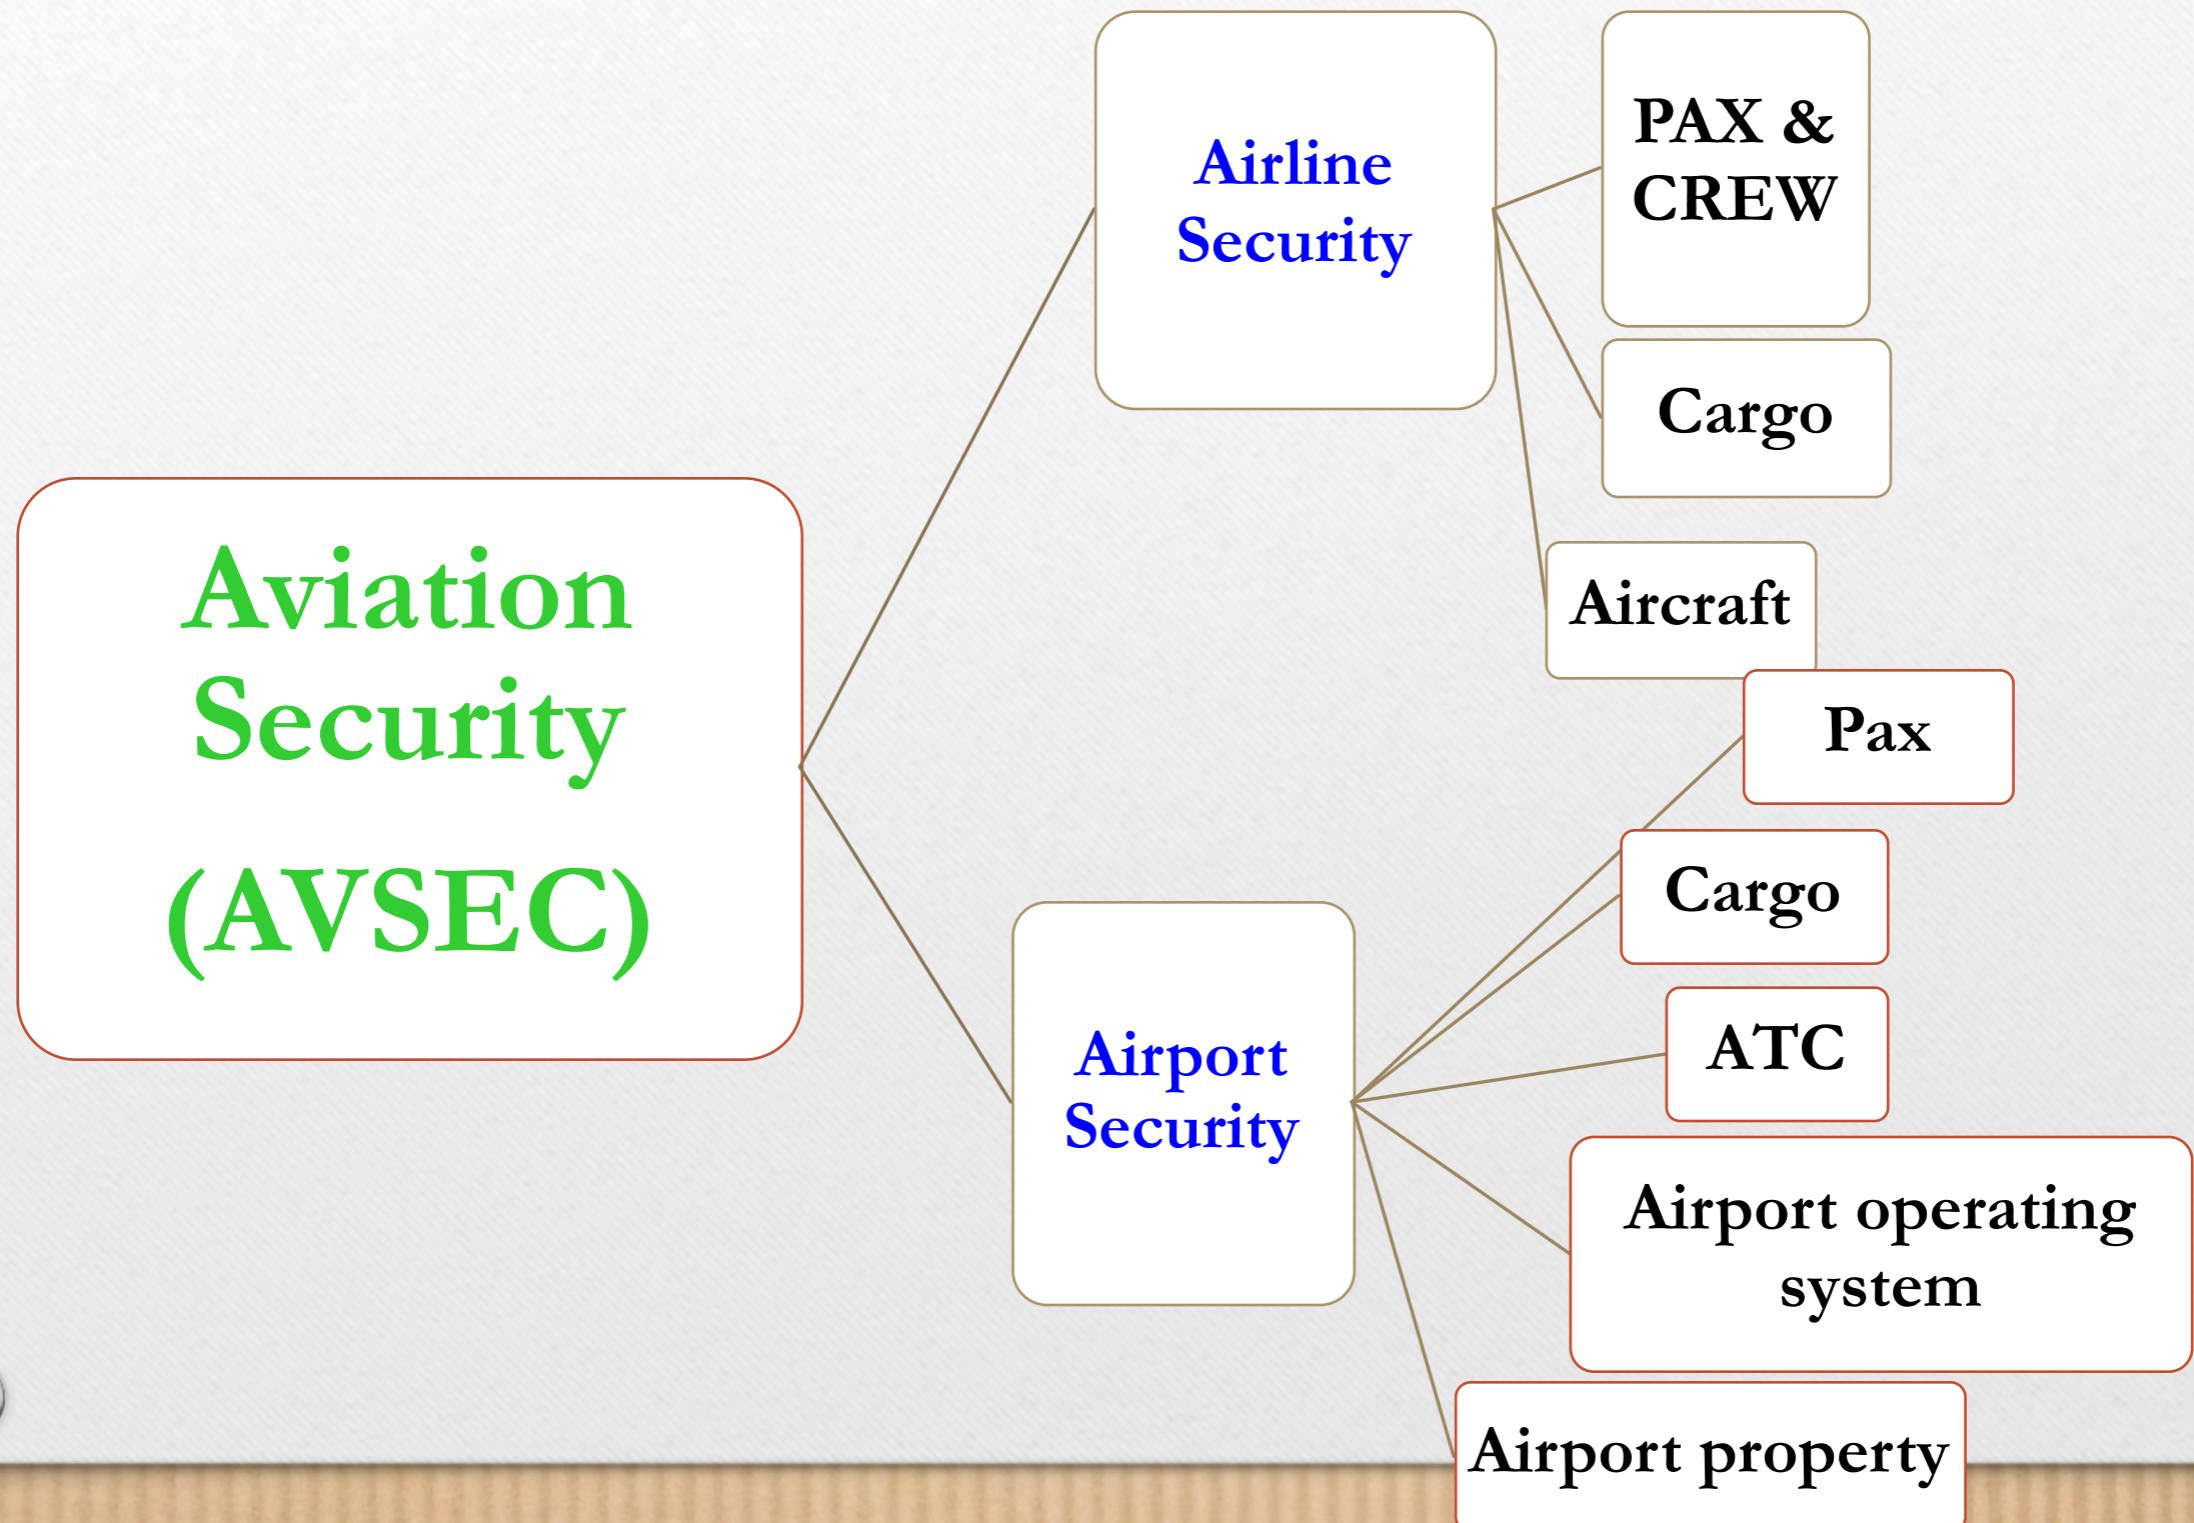 Aviation
Security
(AVSEC)
Airline
Security
PAX &
CREW
Cargo
Aircraft
Airport
Security
Pax
Cargo
ATC
Airport operating
system
Airport property